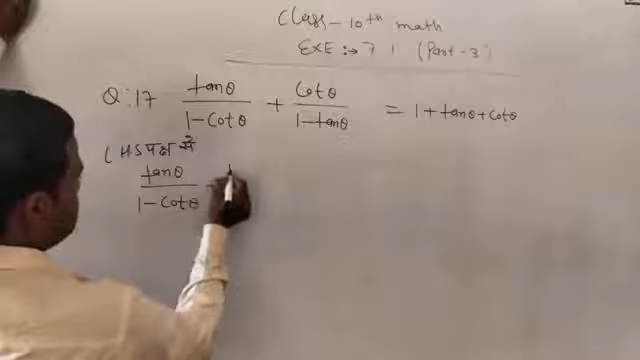 Class - 10th math
EXE :→ 7.1 (Part-3)
Q:17 tanθ/1-Cotθ + Cotθ/1-tanθ = 1+tanθ+Cotθ
LHS पक्ष से
tanθ/1-Cotθ